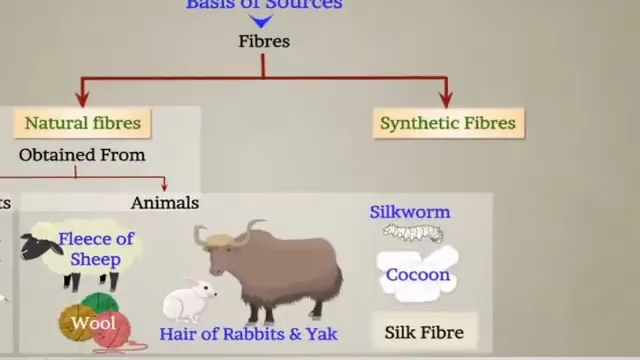 Basis of Sources
Fibres
Natural fibres
Synthetic Fibres
Obtained From
ts
Animals
Fleece of
Sheep
Wool
Hair of Rabbits & Yak
Silkworm
Cocoon
Silk Fibre